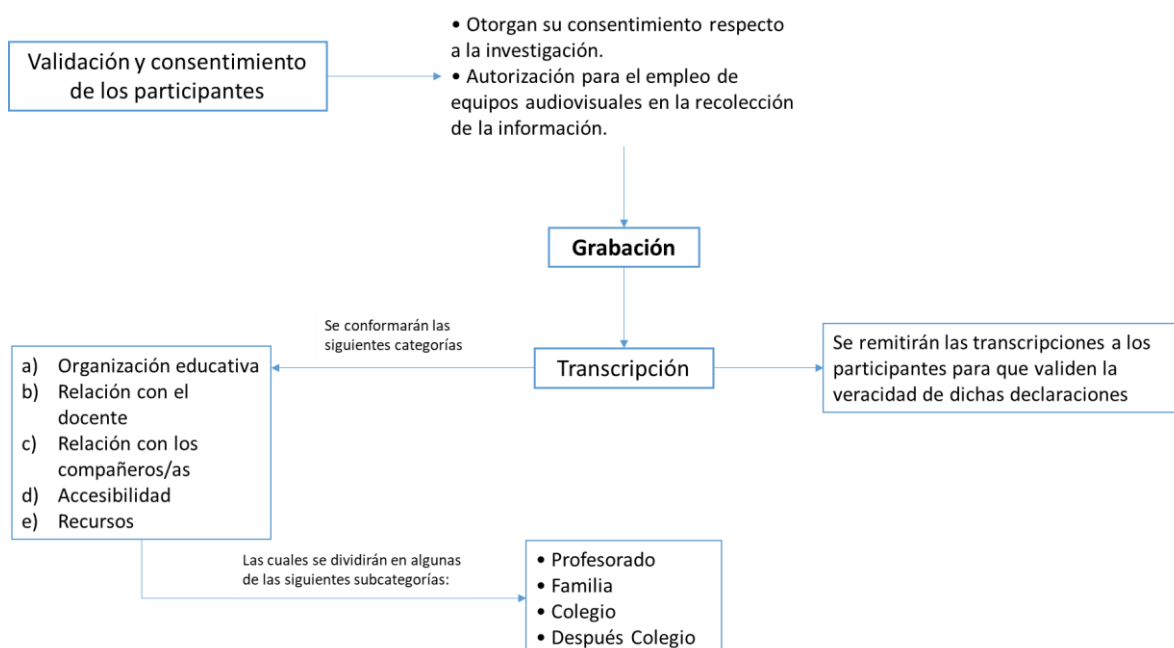 Validación y consentimiento
de los participantes
• Otorgan su consentimiento respecto
a la investigación.
• Autorización para el empleo de
equipos audiovisuales en la recolección
de la información.
Grabación
Se conformarán las
siguientes categorías
Transcripción
Se remitirán las transcripciones a los
participantes para que validen la
veracidad de dichas declaraciones
a) Organización educativa
b) Relación con el
docente
c) Relación con los
compañeros/as
d) Accesibilidad
e) Recursos
Las cuales se dividirán en algunas
de las siguientes subcategorías:
• Profesorado
• Familia
• Colegio
• Después Colegio